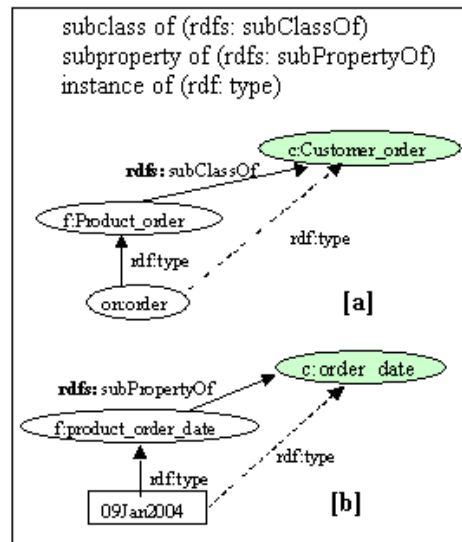 subclass of (rdfs: subClassOf)
subproperty of (rdfs: subPropertyOf)
instance of (rdf: type)
c:Customer_order
rdfs: subClassOf
f:Product_order
rdf:type
rdf:type
on:order
[a]
c: order_date
rdfs: subPropertyOf
f:product_order_date
rdf:type
rdf:type
09Jan2004
[b]